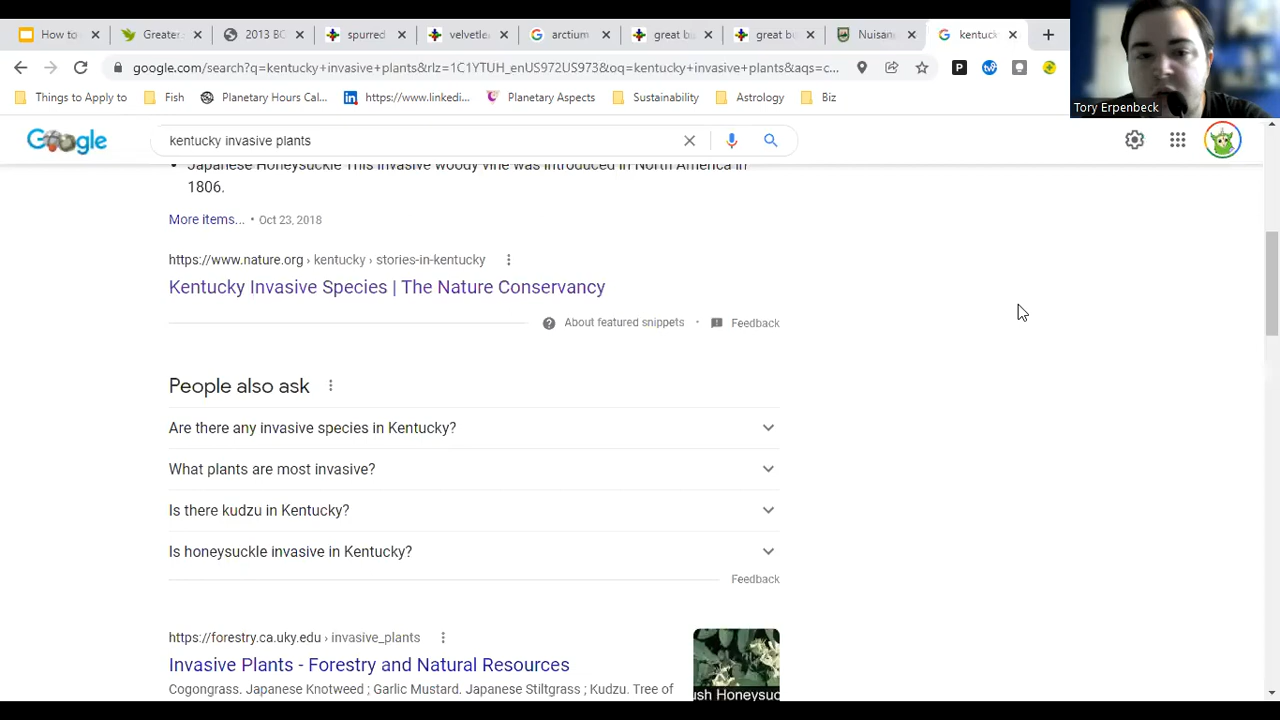 How to
Greater
2013 BC
spurred
velvetle
arctium
great b
great bu
Nuisan
kentuck
google.com/search?q=kentucky+invasive+plants&rlz=1C1YTUH_enUS972US973&oq=kentucky+invasive+plants&aqs=c...
Things to Apply to
Fish
Planetary Hours Cal...
https://www.linkedi...
Planetary Aspects
Sustainability
Astrology
Biz
Tory Erpenbeck
Google
kentucky invasive plants
Japanese Honeysuckle This invasive woody vine was introduced in North America in
1806.
More items... • Oct 23, 2018
https://www.nature.org › kentucky › stories-in-kentucky
Kentucky Invasive Species | The Nature Conservancy
About featured snippets • Feedback
People also ask
Are there any invasive species in Kentucky?
What plants are most invasive?
Is there kudzu in Kentucky?
Is honeysuckle invasive in Kentucky?
Feedback
https://forestry.ca.uky.edu › invasive_plants
Invasive Plants - Forestry and Natural Resources
Cogongrass. Japanese Knotweed ; Garlic Mustard. Japanese Stiltgrass ; Kudzu. Tree of
ush Honeysuc